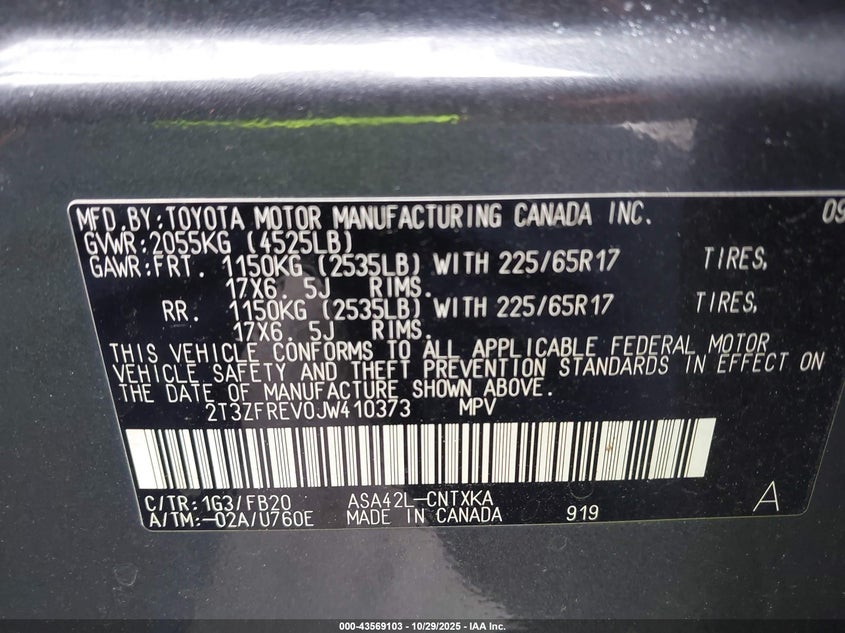 MFD. BY: TOYOTA MOTOR MANUFACTURING CANADA INC. 09
GVWR: 2055KG (4525LB)
GAWR: FRT. 1150KG (2535LB) WITH 225/65R17 TIRES,
17X6. 5J RIMS.
RR. 1150KG (2535LB) WITH 225/65R17 TIRES,
17X6. 5J RIMS.
THIS VEHICLE CONFORMS TO ALL APPLICABLE FEDERAL MOTOR
VEHICLE SAFETY AND THEFT PREVENTION STANDARDS IN EFFECT ON
THE DATE OF MANUFACTURE SHOWN ABOVE.
2T3ZFREV0JW410373 MPV
C/TR: 1G3/FB20 ASA42L-CNTXKA A
A/TM: -02A/U760E MADE IN CANADA 919
000-43569103 - 10/29/2025 - IAA Inc.